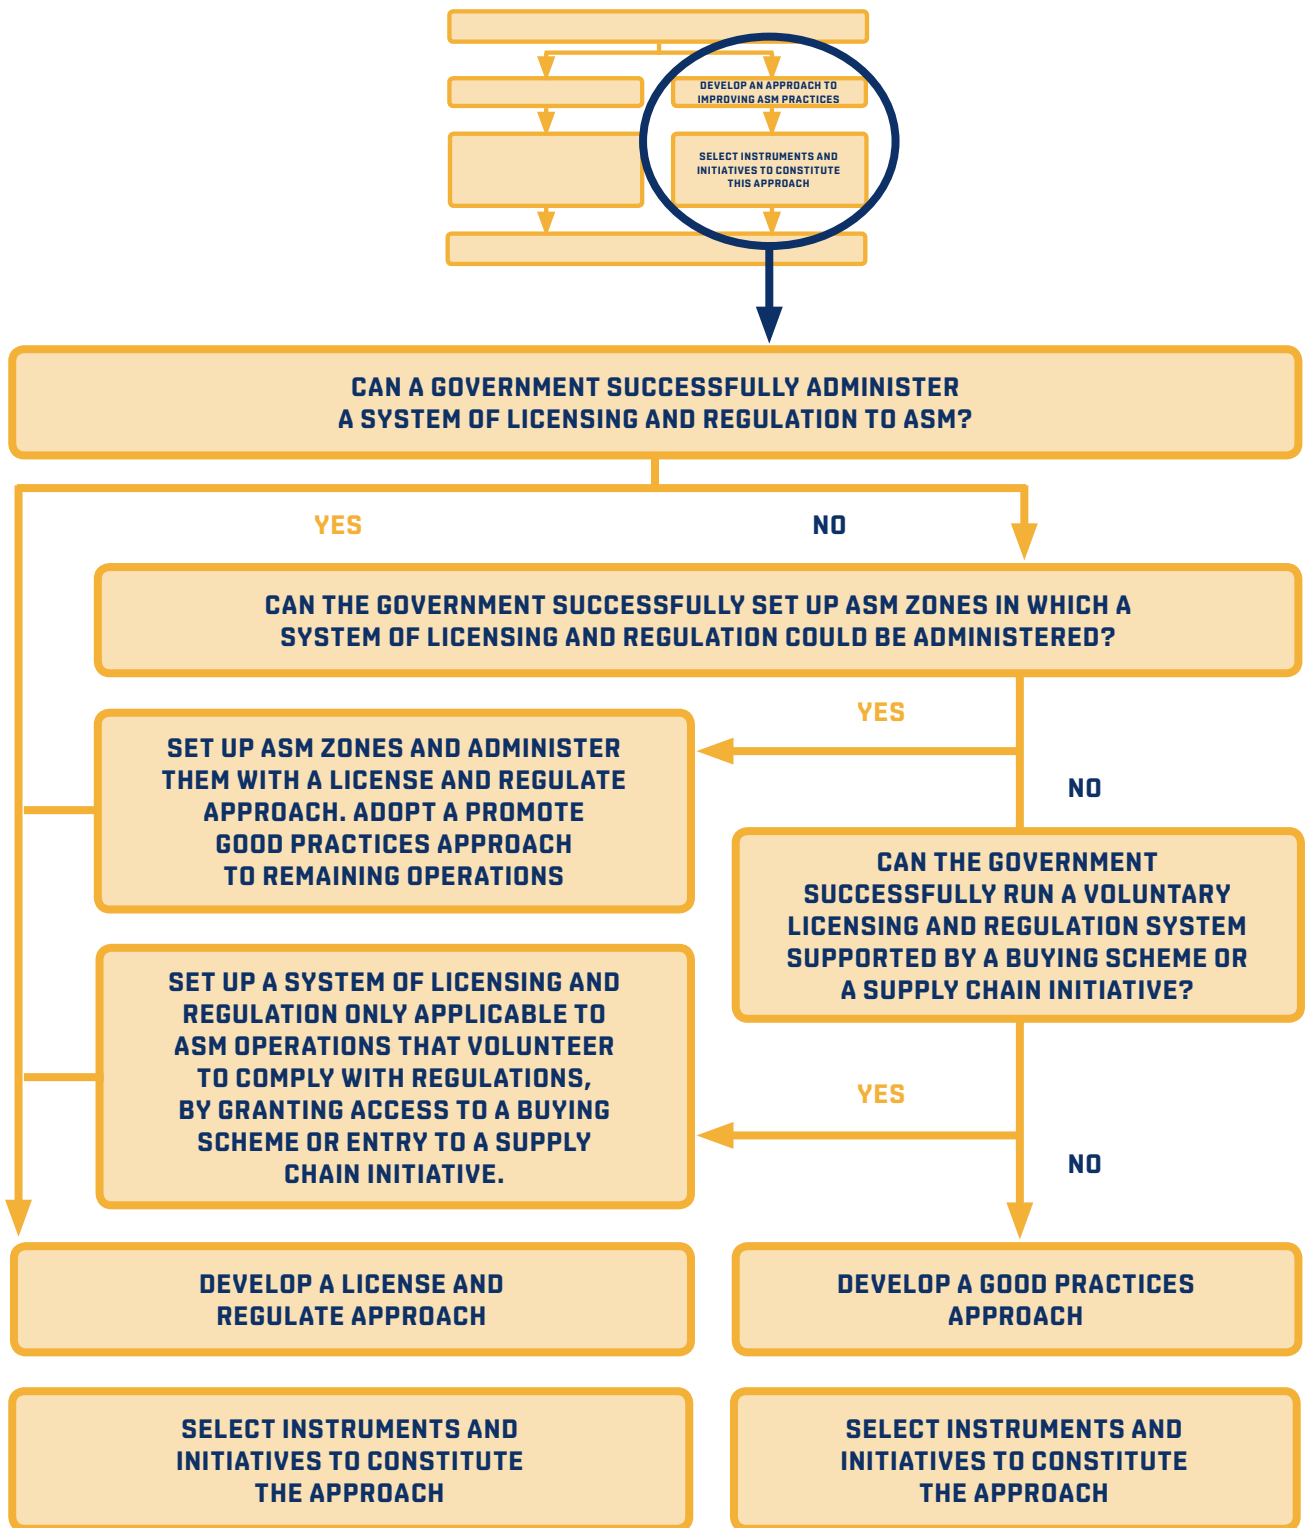 DEVELOP AN APPROACH TO
IMPROVING ASM PRACTICES
SELECT INSTRUMENTS AND
INITIATIVES TO CONSTITUTE
THIS APPROACH
CAN A GOVERNMENT SUCCESSFULLY ADMINISTER
A SYSTEM OF LICENSING AND REGULATION TO ASM?
YES
NO
CAN THE GOVERNMENT SUCCESSFULLY SET UP ASM ZONES IN WHICH A
SYSTEM OF LICENSING AND REGULATION COULD BE ADMINISTERED?
YES
SET UP ASM ZONES AND ADMINISTER
THEM WITH A LICENSE AND REGULATE
APPROACH. ADOPT A PROMOTE
GOOD PRACTICES APPROACH
TO REMAINING OPERATIONS
NO
CAN THE GOVERNMENT
SUCCESSFULLY RUN A VOLUNTARY
LICENSING AND REGULATION SYSTEM
SUPPORTED BY A BUYING SCHEME OR
A SUPPLY CHAIN INITIATIVE?
SET UP A SYSTEM OF LICENSING AND
REGULATION ONLY APPLICABLE TO
ASM OPERATIONS THAT VOLUNTEER
TO COMPLY WITH REGULATIONS,
BY GRANTING ACCESS TO A BUYING
SCHEME OR ENTRY TO A SUPPLY
CHAIN INITIATIVE.
YES
NO
DEVELOP A LICENSE AND
REGULATE APPROACH
DEVELOP A GOOD PRACTICES
APPROACH
SELECT INSTRUMENTS AND
INITIATIVES TO CONSTITUTE
THE APPROACH
SELECT INSTRUMENTS AND
INITIATIVES TO CONSTITUTE
THE APPROACH